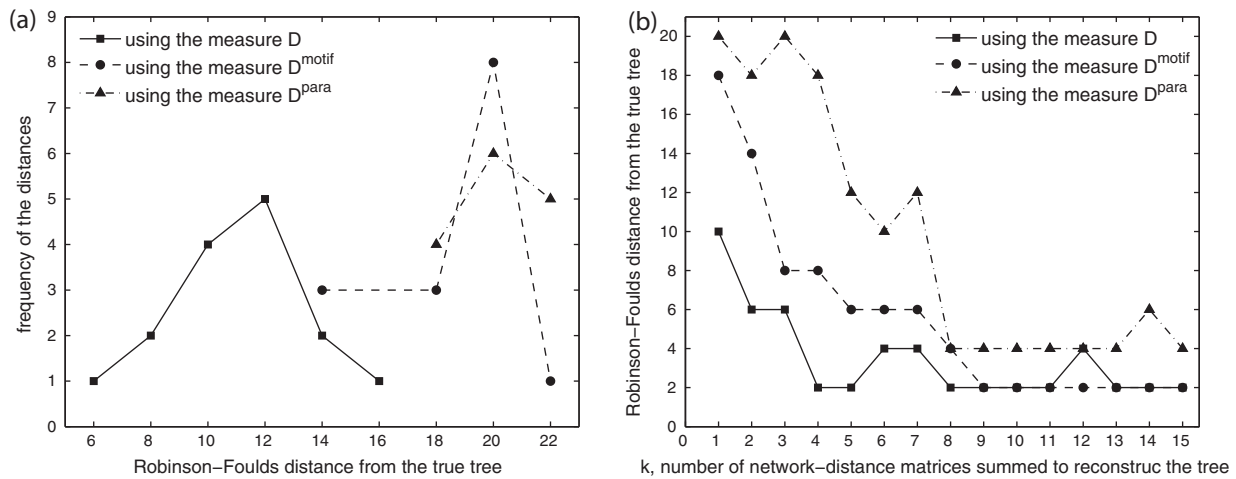 (a)
9
8
7
6
5
4
3
2
1
0
frequency of the distances
using the measure D
using the measure D^motif
using the measure D^para
6 8 10 12 14 16 18 20 22
Robinson−Foulds distance from the true tree
(b)
20
18
16
14
12
10
8
6
4
2
0
Robinson−Foulds distance from the true tree
using the measure D
using the measure D^motif
using the measure D^para
0 1 2 3 4 5 6 7 8 9 10 11 12 13 14 15
k, number of network−distance matrices summed to reconstruc the tree